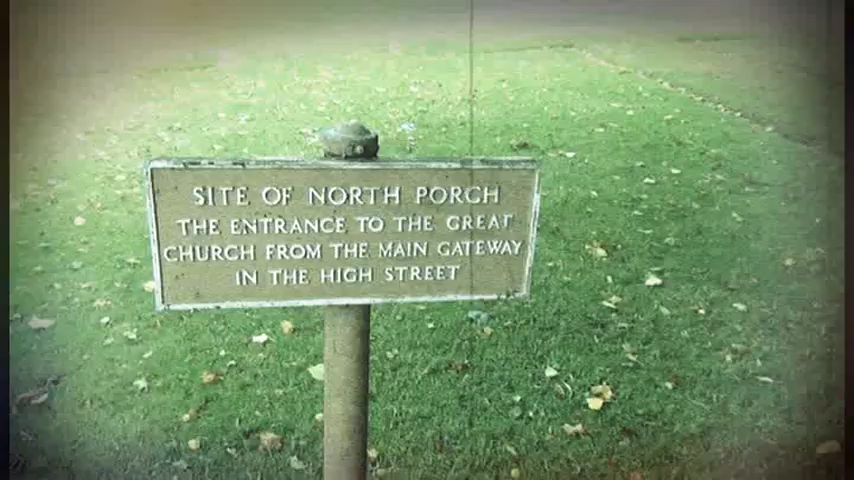 SITE OF NORTH PORCH
THE ENTRANCE TO THE GREAT
CHURCH FROM THE MAIN GATEWAY
IN THE HIGH STREET